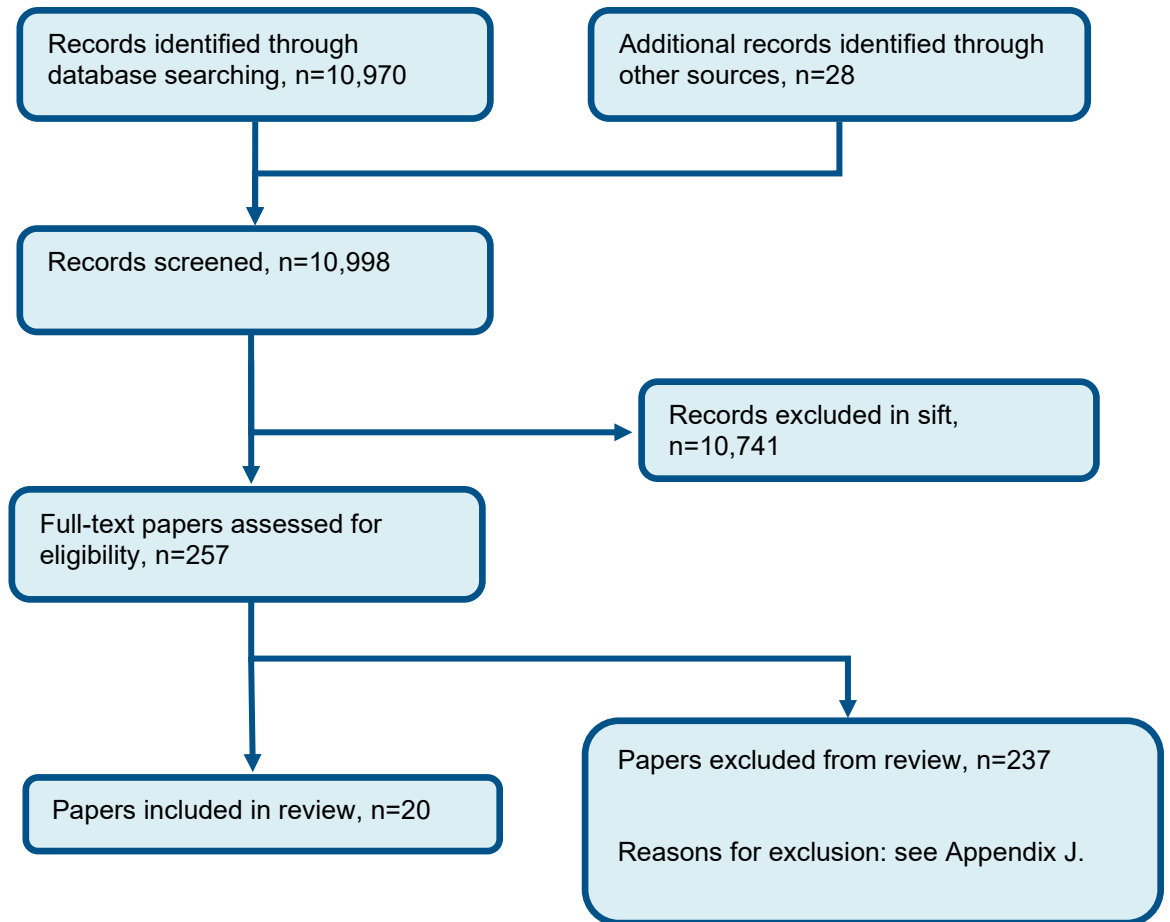 Records identified through
database searching, n=10,970
Additional records identified through
other sources, n=28
Records screened, n=10,998
Records excluded in sift,
n=10,741
Full-text papers assessed for
eligibility, n=257
Papers included in review, n=20
Papers excluded from review, n=237
Reasons for exclusion: see Appendix J.